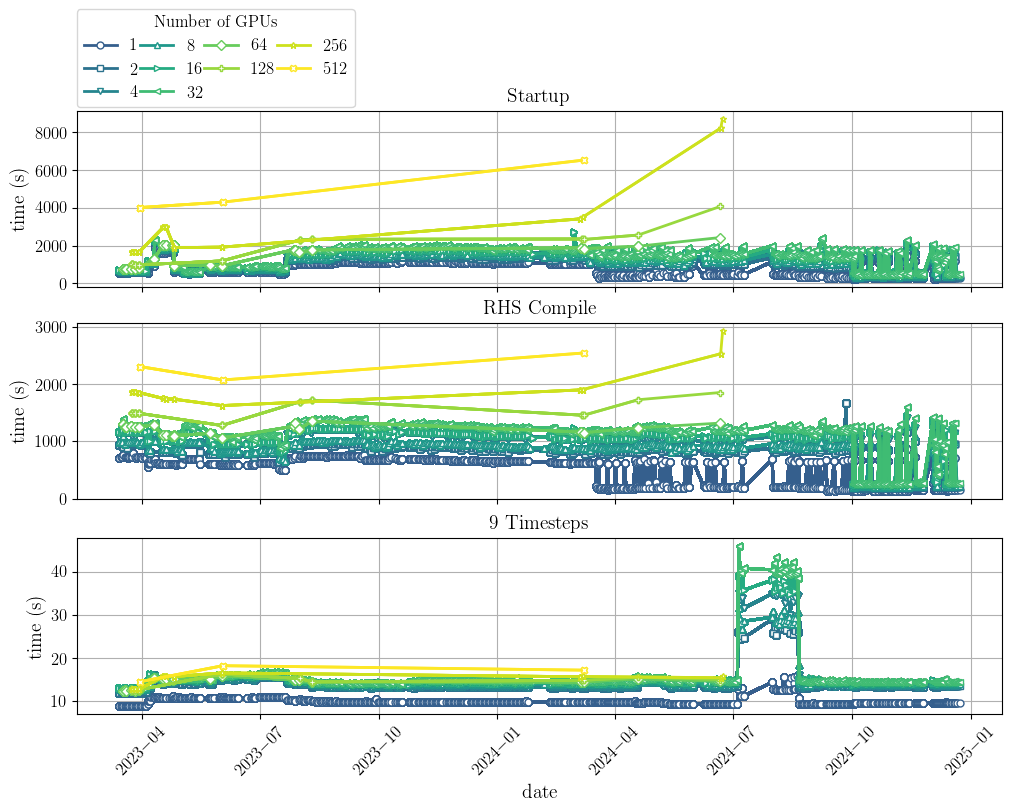 Number of GPUs
1 8 64 256
2 16 128 512
4 32
Startup
8000
6000
4000
2000
0
time (s)
RHS Compile
3000
2000
1000
0
time (s)
9 Timesteps
40
30
20
10
time (s)
2023-04 2023-07 2023-10 2024-01 2024-04 2024-07 2024-10 2025-01
date